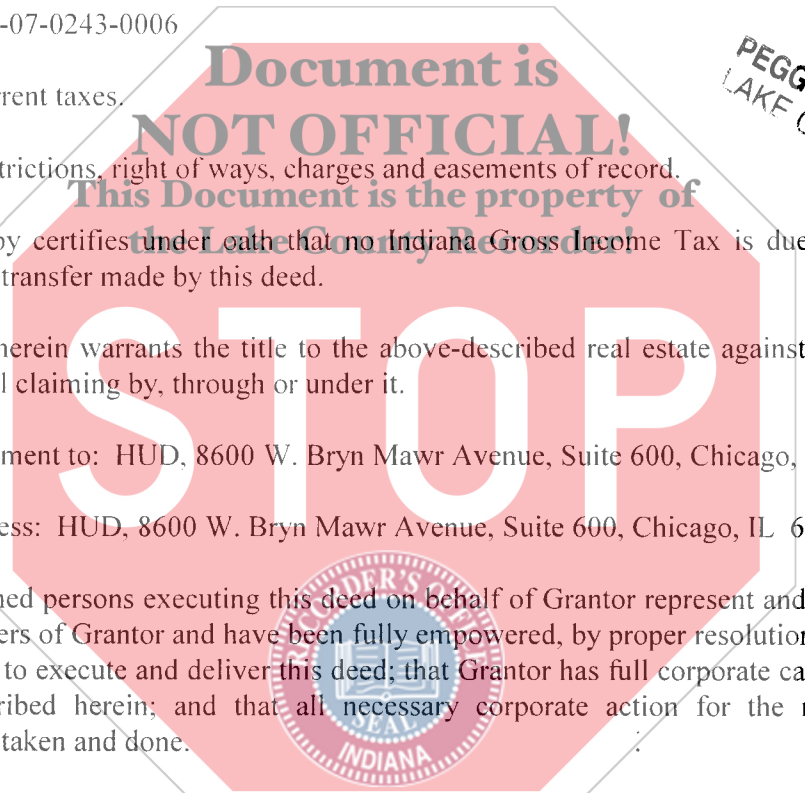 -07-0243-0006
Document is
PEGG
LAKE C
rrent taxes.
NOT OFFICIAL!
trictions, right of ways, charges and easements of record.
This Document is the property of
by certifies under oath that no Indiana Gross Income Tax is due
the Lake County Recorder!
transfer made by this deed.
STOP
herein warrants the title to the above-described real estate against
l claiming by, through or under it.
ment to: HUD, 8600 W. Bryn Mawr Avenue, Suite 600, Chicago,
ess: HUD, 8600 W. Bryn Mawr Avenue, Suite 600, Chicago, IL 6
ned persons executing this deed on behalf of Grantor represent and
ers of Grantor and have been fully empowered, by proper resolution
to execute and deliver this deed; that Grantor has full corporate ca
ribed herein; and that all necessary corporate action for the
taken and done.
RECORDER'S OFFICE
SEAL
INDIANA